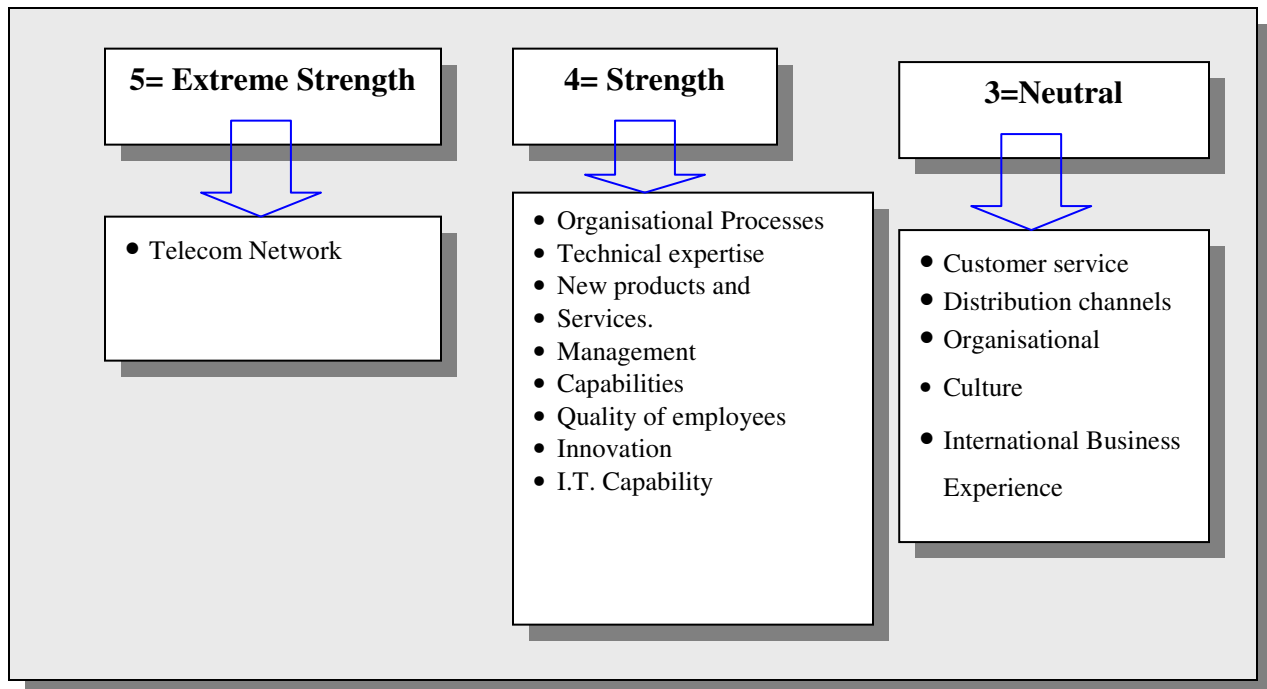 5= Extreme Strength
• Telecom Network
4= Strength
• Organisational Processes
• Technical expertise
• New products and
• Services.
• Management
• Capabilities
• Quality of employees
• Innovation
• I.T. Capability
3=Neutral
• Customer service
• Distribution channels
• Organisational
• Culture
• International Business
Experience